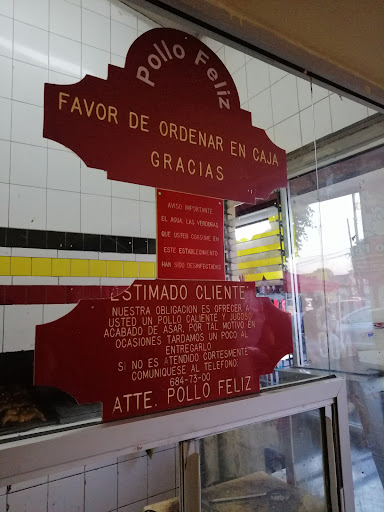 Pollo Feliz
FAVOR DE ORDENAR EN CAJA
GRACIAS
AVISO IMPORTANTE
EL AGUA, LAS VERDURAS
QUE USTED CONSUME EN
ESTE ESTABLECIMIENTO
HAN SIDO DESINFECTADAS
ESTIMADO CLIENTE
NUESTRA OBLIGACION ES OFRECER A
USTED UN POLLO CALIENTE Y JUGOSO
ACABADO DE ASAR, POR TAL MOTIVO EN
OCASIONES TARDAMOS UN POCO AL
ENTREGARLO.
SI NO ES ATENDIDO CORTESMENTE
COMUNIQUESE AL TELEFONO:
684-73-00
ATTE. POLLO FELIZ